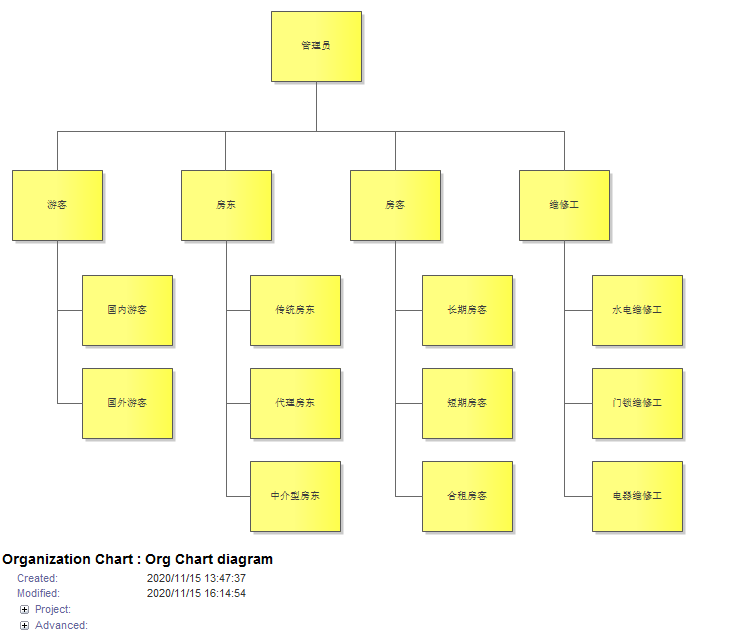 管理员
游客
房东
房客
维修工
国内游客
传统房东
长期房客
水电维修工
国外游客
代理房东
短期房客
门锁维修工
中介型房东
合租房客
电器维修工
Organization Chart : Org Chart diagram
Created: 2020/11/15 13:47:37
Modified: 2020/11/15 16:14:54
Project:
Advanced: